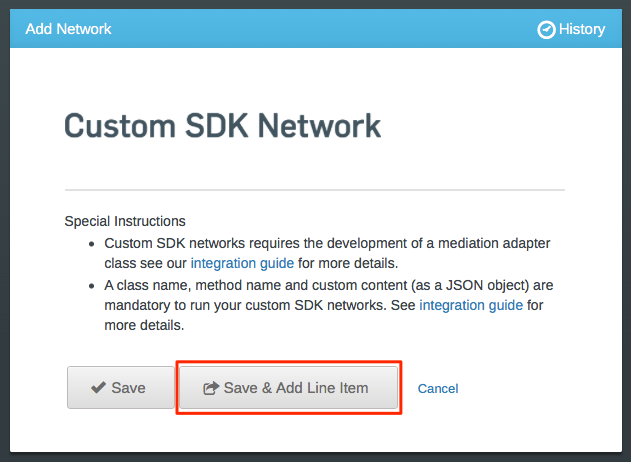 Add Network
History
Custom SDK Network
Special Instructions
• Custom SDK networks requires the development of a mediation adapter
class see our integration guide for more details.
• A class name, method name and custom content (as a JSON object) are
mandatory to run your custom SDK networks. See integration guide for
more details.
Save
Save & Add Line Item
Cancel